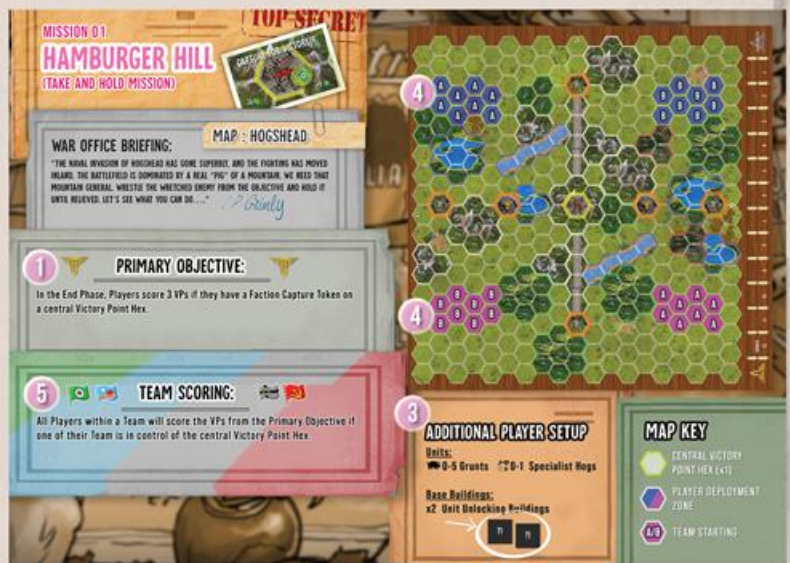 TOP SECRET
MISSION 01
HAMBURGER HILL
(TAKE AND HOLD MISSION)
MAP : HOGSHEAD
WAR OFFICE BRIEFING:
"THE NAVAL INVASION OF HOGSHEAD HAS GONE SUPERBLY, AND THE FIGHTING HAS MOVED
INLAND. THE BATTLEFIELD IS DOMINATED BY A REAL "PIG" OF A MOUNTAIN. WE NEED THAT
MOUNTAIN GENERAL. WRESTLE THE WRETCHED ENEMY FROM THE OBJECTIVE AND HOLD IT
UNTIL RELIEVED. LET'S SEE WHAT YOU CAN DO...."
1
PRIMARY OBJECTIVE:
In the End Phase, Players score 3 VPs if they have a Faction Capture Token on
a central Victory Point Hex.
5
TEAM SCORING:
All Players within a Team will score the VPs from the Primary Objective if
one of their Team is in control of the central Victory Point Hex.
4
4
3
ADDITIONAL PLAYER SETUP
Units:
0-5 Grunts 0-1 Specialist Hogs
Base Buildings:
x2 Unit Unlocking Buildings
MAP KEY
CENTRAL VICTORY
POINT HEX (x1)
PLAYER DEPLOYMENT
ZONE
A/B TEAM STARTING